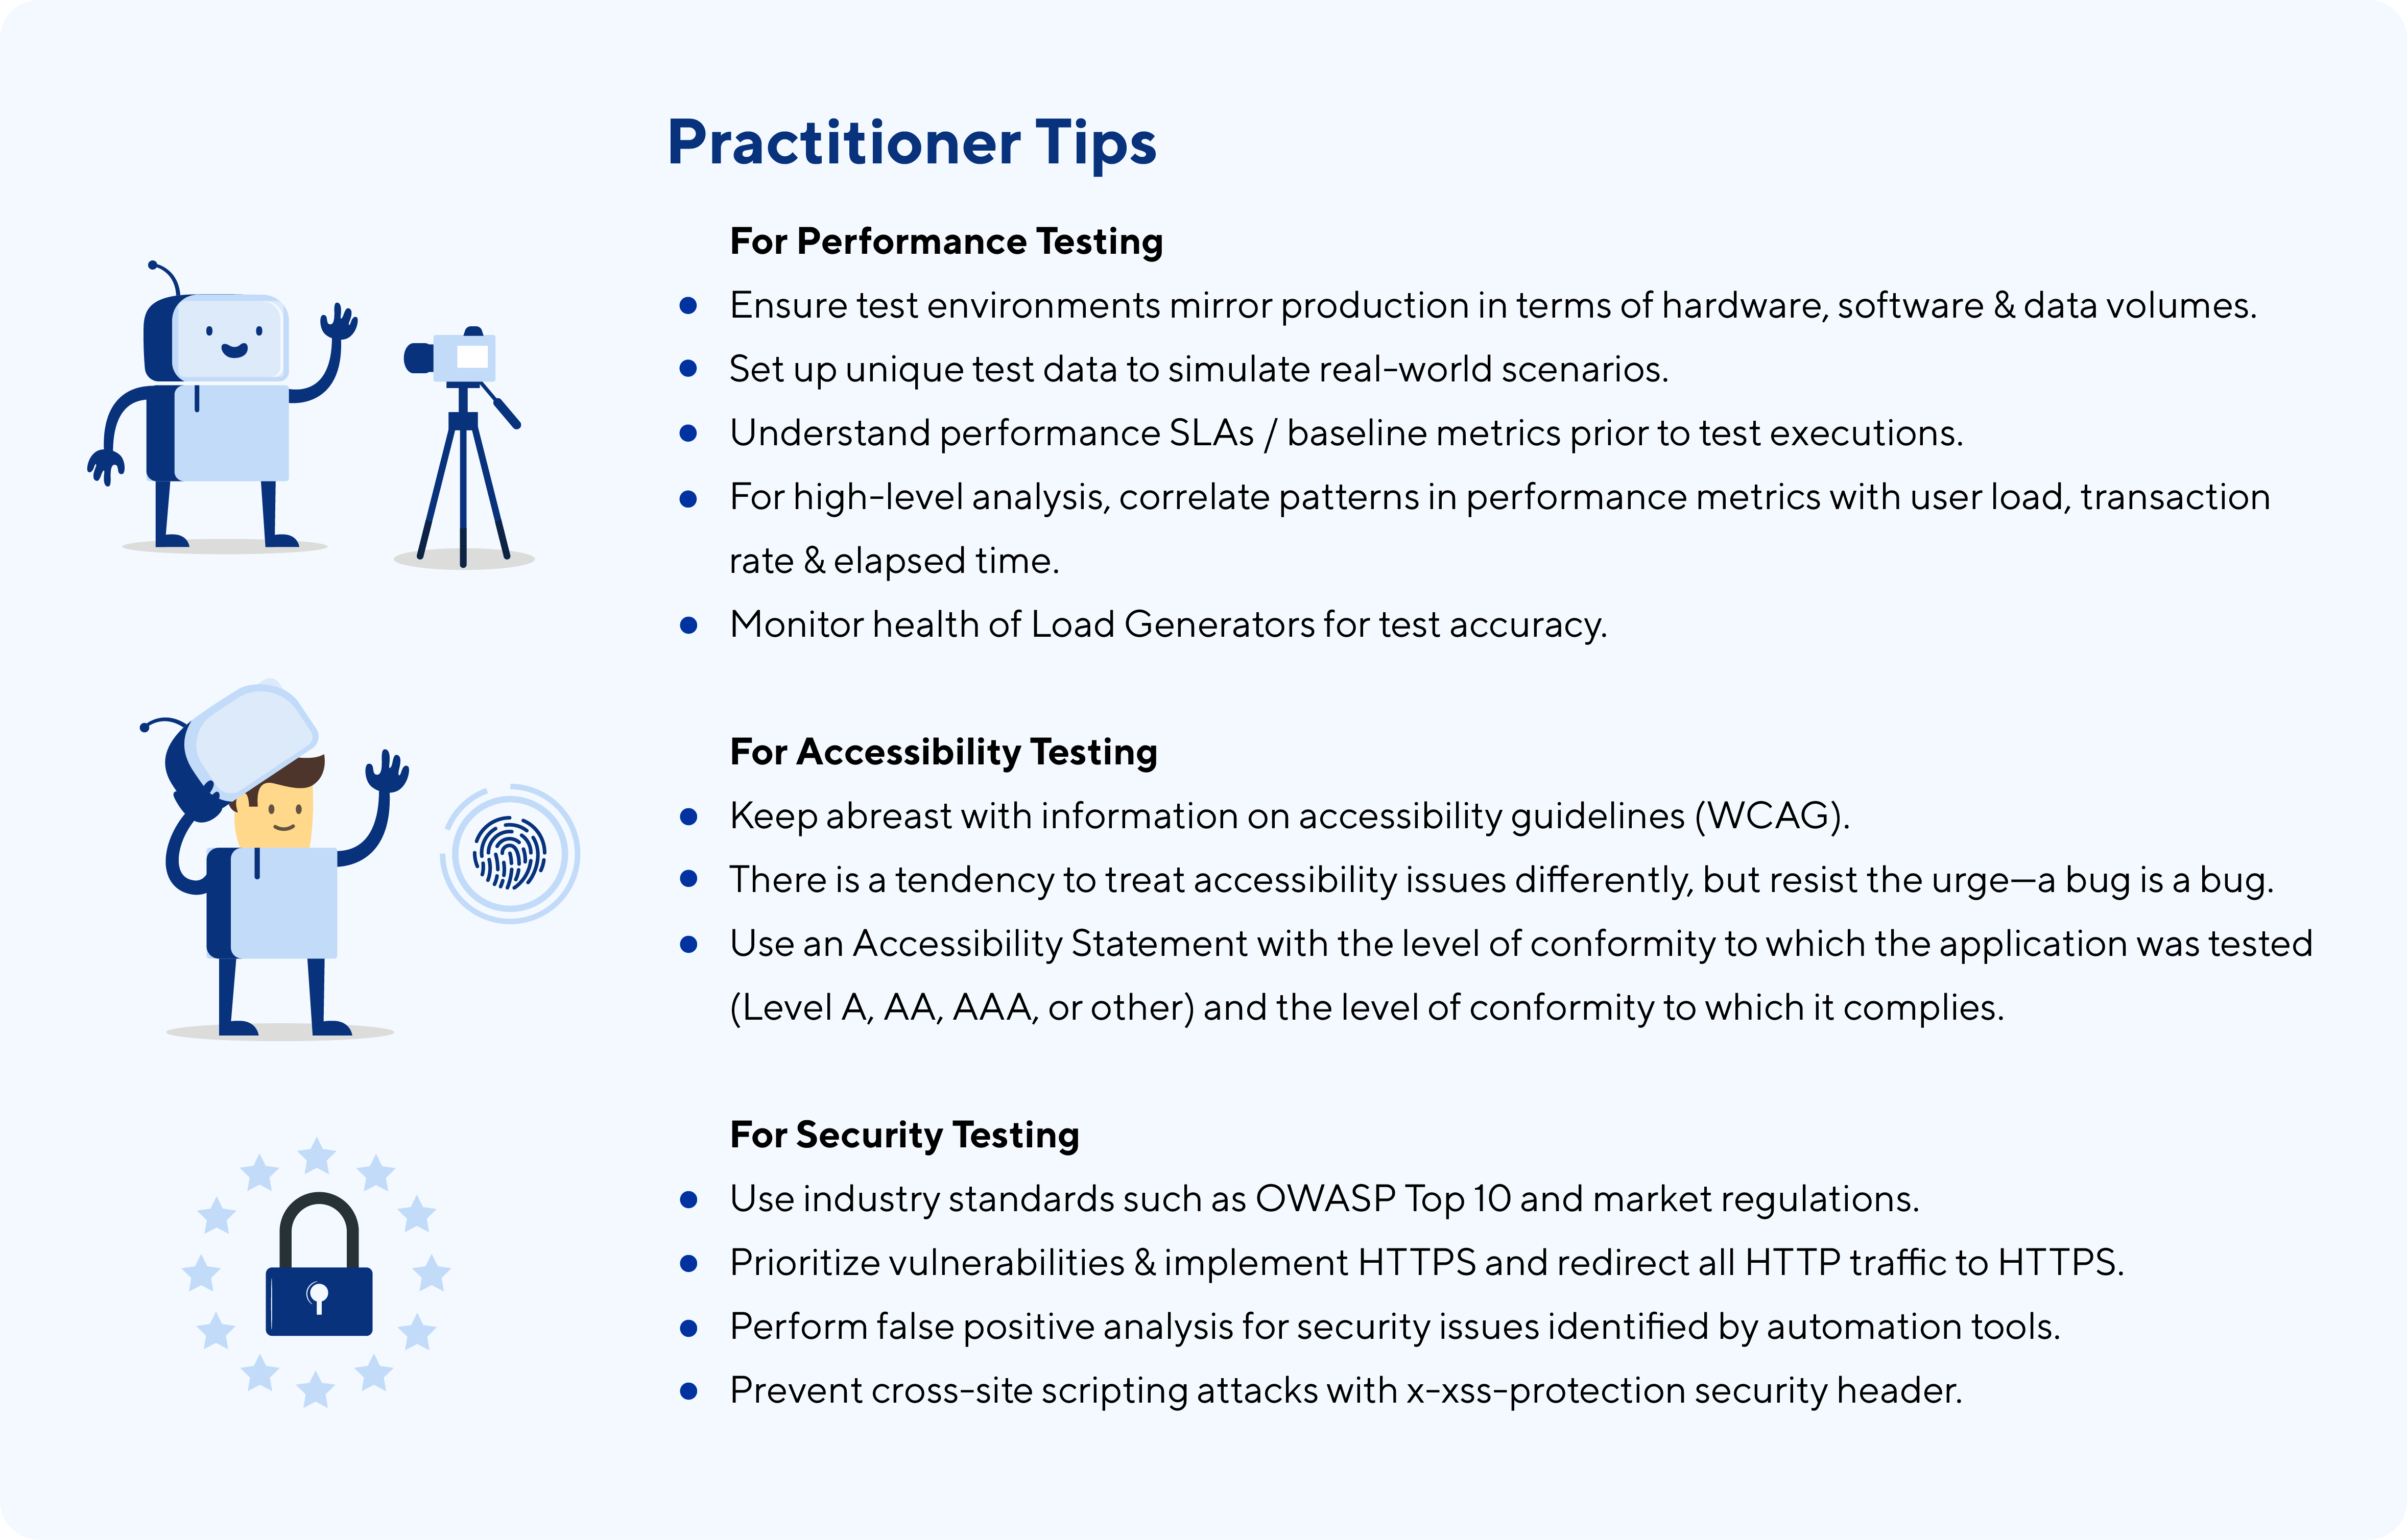 Practitioner Tips
For Performance Testing
Ensure test environments mirror production in terms of hardware, software & data volumes.
Set up unique test data to simulate real-world scenarios.
Understand performance SLAs / baseline metrics prior to test executions.
For high-level analysis, correlate patterns in performance metrics with user load, transaction
rate & elapsed time.
Monitor health of Load Generators for test accuracy.
For Accessibility Testing
Keep abreast with information on accessibility guidelines (WCAG).
There is a tendency to treat accessibility issues differently, but resist the urge—a bug is a bug.
Use an Accessibility Statement with the level of conformity to which the application was tested
(Level A, AA, AAA, or other) and the level of conformity to which it complies.
For Security Testing
Use industry standards such as OWASP Top 10 and market regulations.
Prioritize vulnerabilities & implement HTTPS and redirect all HTTP traffic to HTTPS.
Perform false positive analysis for security issues identified by automation tools.
Prevent cross-site scripting attacks with x-xss-protection security header.